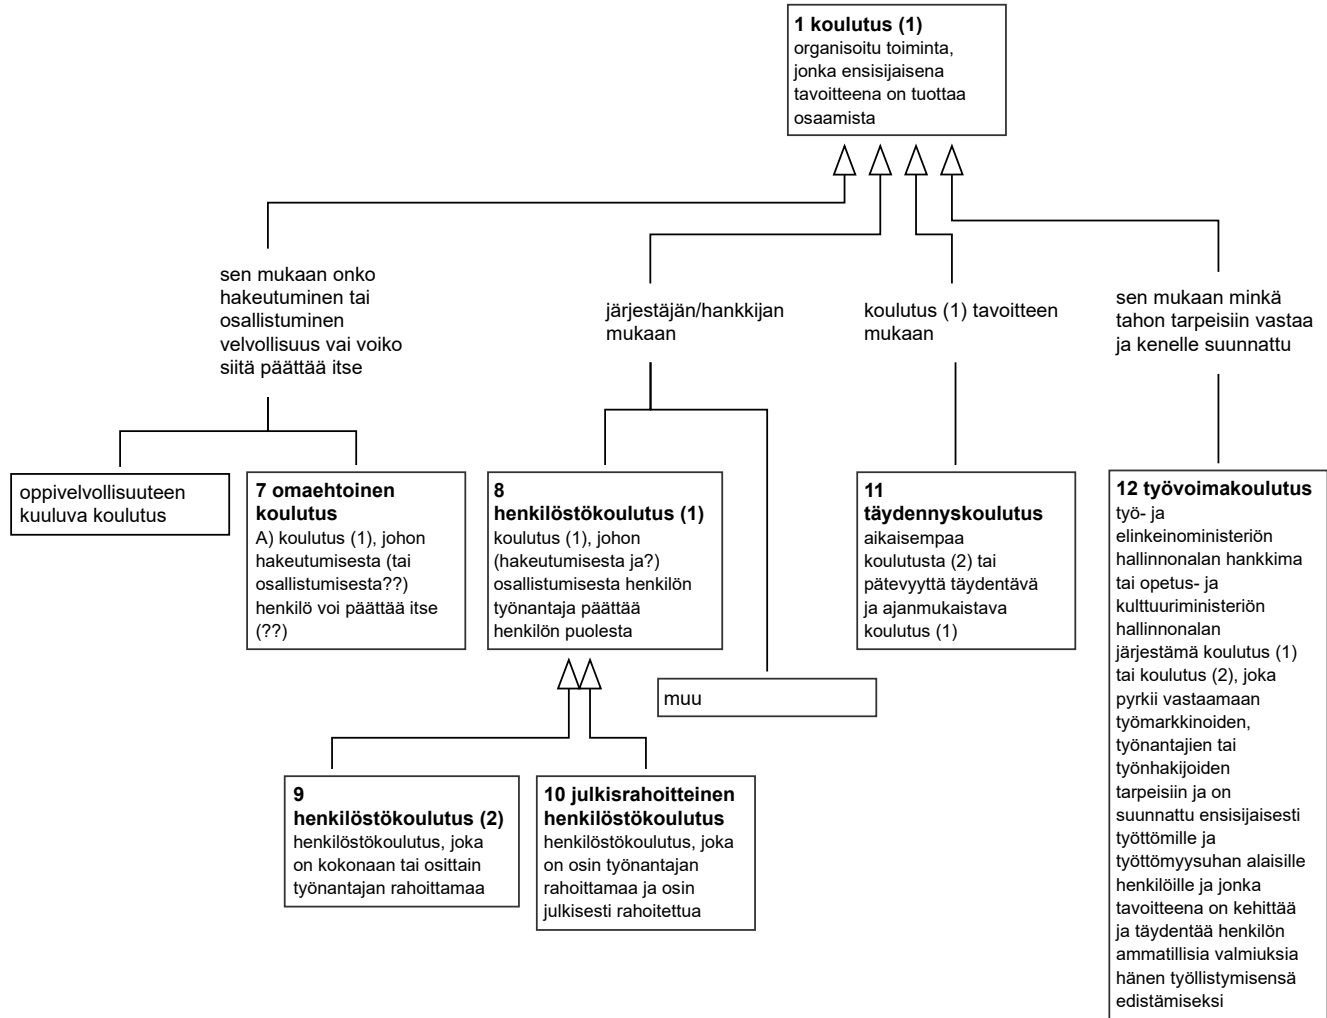 1 koulutus (1)
organisoitu toiminta,
jonka ensisijaisena
tavoitteena on tuottaa
osaamista
sen mukaan onko
hakeutuminen tai
osallistuminen
velvollisuus vai voiko
siitä päättää itse
järjestäjän/hankkijan
mukaan
koulutus (1) tavoitteen
mukaan
sen mukaan minkä
tahon tarpeisiin vastaa
ja kenelle suunnattu
oppivelvollisuuteen
kuuluva koulutus
7 omaehtoinen
koulutus
A) koulutus (1), johon
hakeutumisesta (tai
osallistumisesta??)
henkilö voi päättää itse
(??)
8
henkilöstökoulutus (1)
koulutus (1), johon
(hakeutumisesta ja?)
osallistumisesta henkilön
työnantaja päättää
henkilön puolesta
muu
11
täydennyskoulutus
aikaisempaa
koulutusta (2) tai
pätevyyttä täydentävä
ja ajanmukaistava
koulutus (1)
12 työvoimakoulutus
työ- ja
elinkeinoministeriön
hallinnonalan hankkima
tai opetus- ja
kulttuuriministeriön
hallinnonalan
järjestämä koulutus (1)
tai koulutus (2), joka
pyrkii vastaamaan
työmarkkinoiden,
työnantajien tai
työnhakijoiden
tarpeisiin ja on
suunnattu ensisijaisesti
työttömille ja
työttömyysuhan alaisille
henkilöille ja jonka
tavoitteena on kehittää
ja täydentää henkilön
ammatillisia valmiuksia
hänen työllistymisensä
edistämiseksi
9
henkilöstökoulutus (2)
henkilöstökoulutus, joka
on kokonaan tai osittain
työnantajan rahoittamaa
10 julkisrahoitteinen
henkilöstökoulutus
henkilöstökoulutus, joka
on osin työnantajan
rahoittamaa ja osin
julkisesti rahoitettua